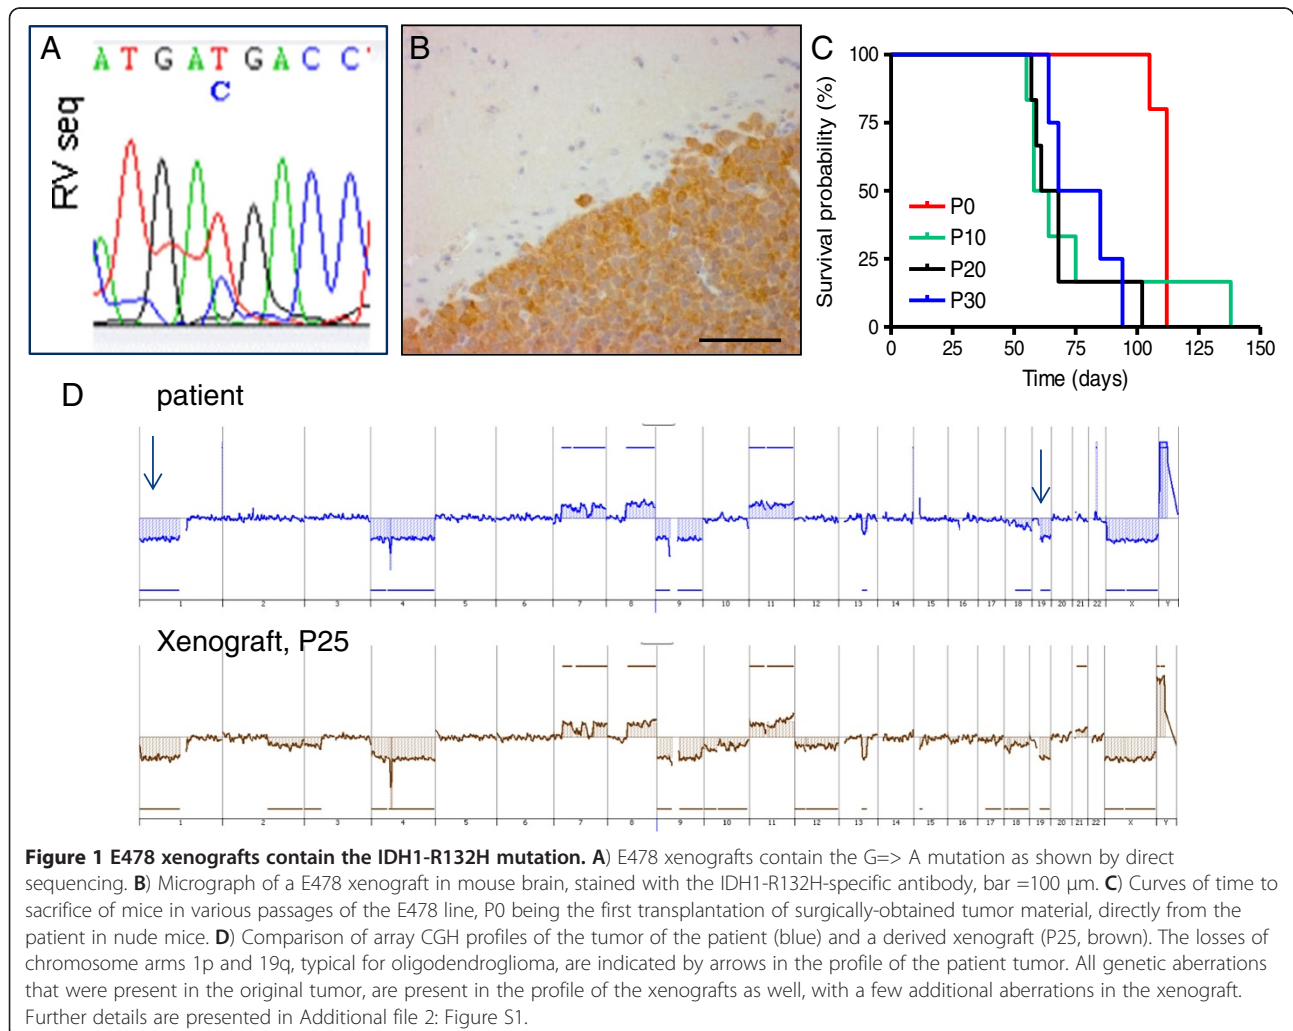 A
B
C
A T G A T G A C C
C
RV seq
100
75
50
25
0
Survival probability (%)
P0
P10
P20
P30
0 25 50 75 100 125 150
Time (days)
D patient
1 2 3 4 5 6 7 8 9 10 11 12 13 14 15 16 17 18 19 20 21 22 X Y
Xenograft, P25
1 2 3 4 5 6 7 8 9 10 11 12 13 14 15 16 17 18 19 20 21 22 X Y
Figure 1 E478 xenografts contain the IDH1-R132H mutation. A) E478 xenografts contain the G=> A mutation as shown by direct
sequencing. B) Micrograph of a E478 xenograft in mouse brain, stained with the IDH1-R132H-specific antibody, bar =100 μm. C) Curves of time to
sacrifice of mice in various passages of the E478 line, P0 being the first transplantation of surgically-obtained tumor material, directly from the
patient in nude mice. D) Comparison of array CGH profiles of the tumor of the patient (blue) and a derived xenograft (P25, brown). The losses of
chromosome arms 1p and 19q, typical for oligodendroglioma, are indicated by arrows in the profile of the patient tumor. All genetic aberrations
that were present in the original tumor, are present in the profile of the xenografts as well, with a few additional aberrations in the xenograft.
Further details are presented in Additional file 2: Figure S1.